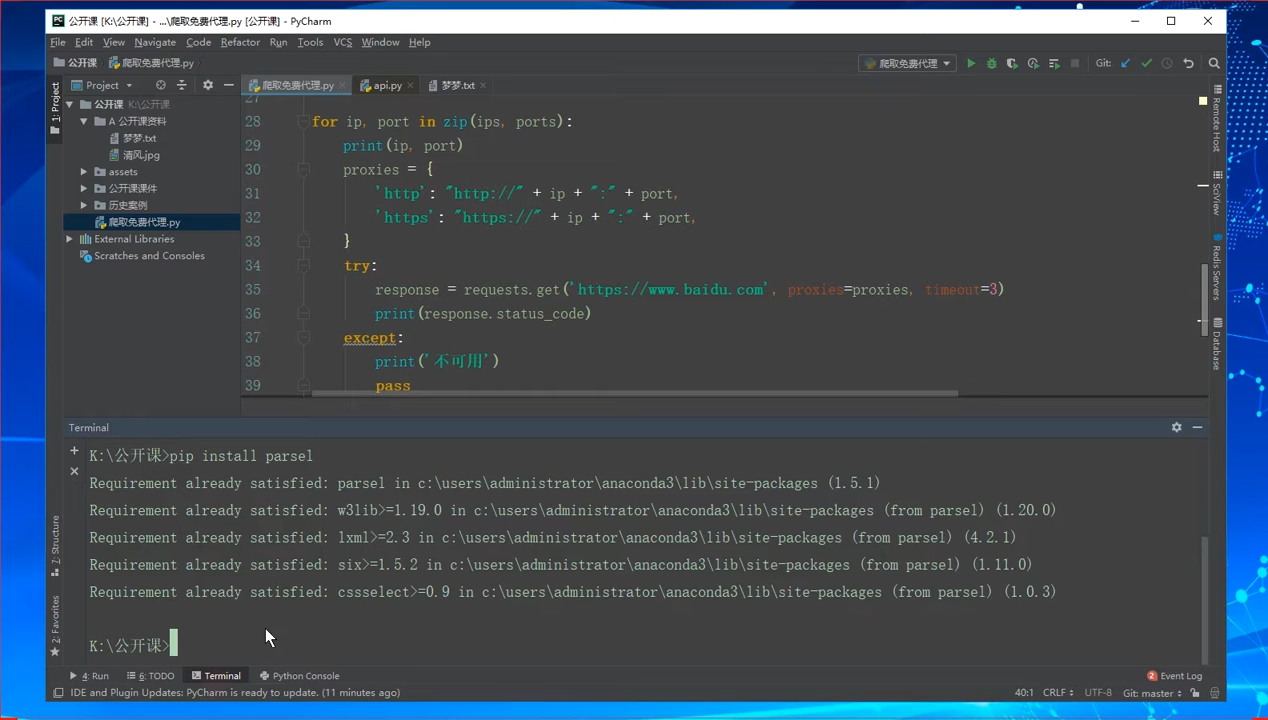 公开课 [K:\公开课] - ...\爬取免费代理.py [公开课] - PyCharm
File Edit View Navigate Code Refactor Run Tools VCS Window Help
公开课 爬取免费代理.py
爬取免费代理 Git:
1: Project
Project
爬取免费代理.py api.py 梦梦.txt
公开课 K:\公开课
A 公开课资料
梦梦.txt
清风.jpg
assets
公开课课件
历史案例
爬取免费代理.py
External Libraries
Scratches and Consoles
27
28 for ip, port in zip(ips, ports):
29 print(ip, port)
30 proxies = {
31 'http': "http://" + ip + ":" + port,
32 'https': "https://" + ip + ":" + port,
33 }
34 try:
35 response = requests.get('https://www.baidu.com', proxies=proxies, timeout=3)
36 print(response.status_code)
37 except:
38 print('不可用')
39 pass
Remote Host
SciView
Redis Servers
Database
Terminal
K:\公开课>pip install parsel
Requirement already satisfied: parsel in c:\users\administrator\anaconda3\lib\site-packages (1.5.1)
Requirement already satisfied: w3lib>=1.19.0 in c:\users\administrator\anaconda3\lib\site-packages (from parsel) (1.20.0)
Requirement already satisfied: lxml>=2.3 in c:\users\administrator\anaconda3\lib\site-packages (from parsel) (4.2.1)
Requirement already satisfied: six>=1.5.2 in c:\users\administrator\anaconda3\lib\site-packages (from parsel) (1.11.0)
Requirement already satisfied: cssselect>=0.9 in c:\users\administrator\anaconda3\lib\site-packages (from parsel) (1.0.3)
K:\公开课>
7: Structure
2: Favorites
4: Run 6: TODO Terminal Python Console 2 Event Log
IDE and Plugin Updates: PyCharm is ready to update. (11 minutes ago) 40:1 CRLF UTF-8 Git: master